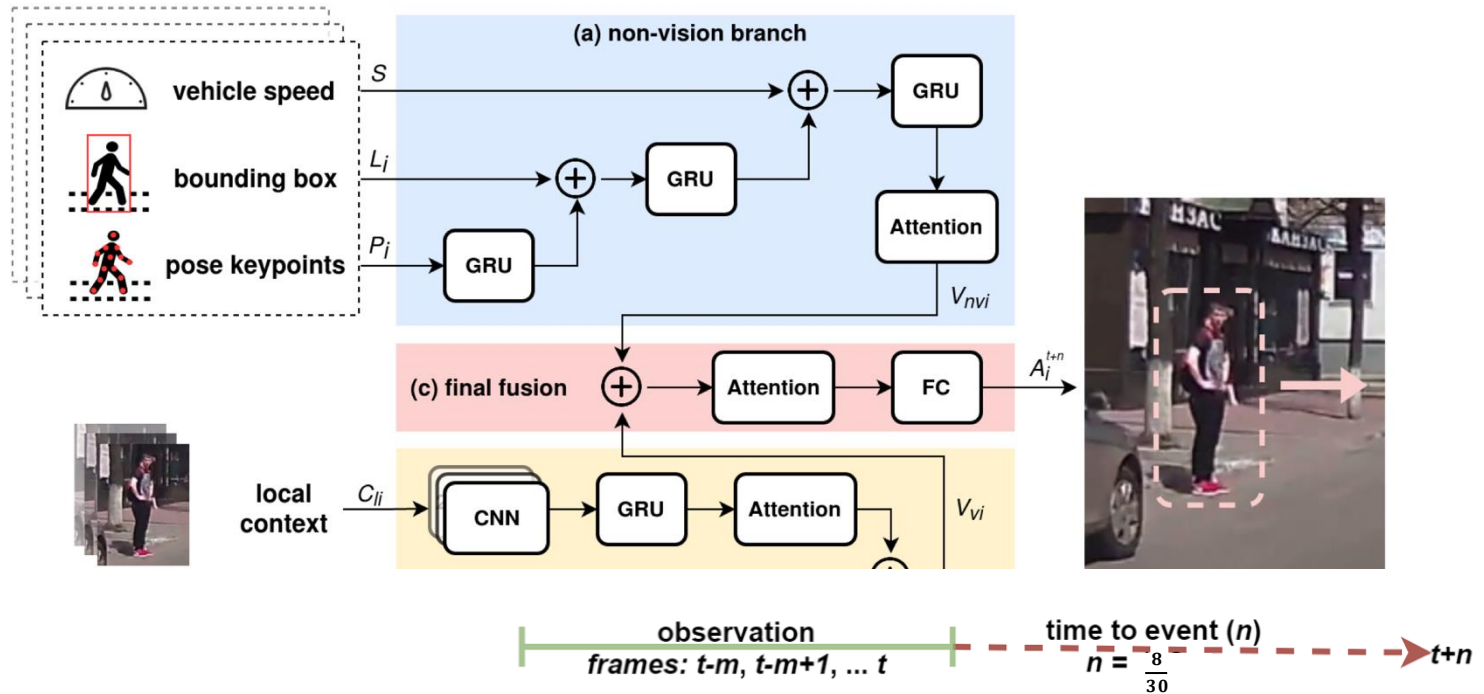 (a) non-vision branch
vehicle speed
S
GRU
bounding box
Li
GRU
pose keypoints
Pi
GRU
Attention
Vnvi
(c) final fusion
Attention
FC
Ai^t+n
local
context
Cli
CNN
GRU
Attention
Vvi
observation
frames: t-m, t-m+1, ... t
time to event (n)
n = 8/30
t+n